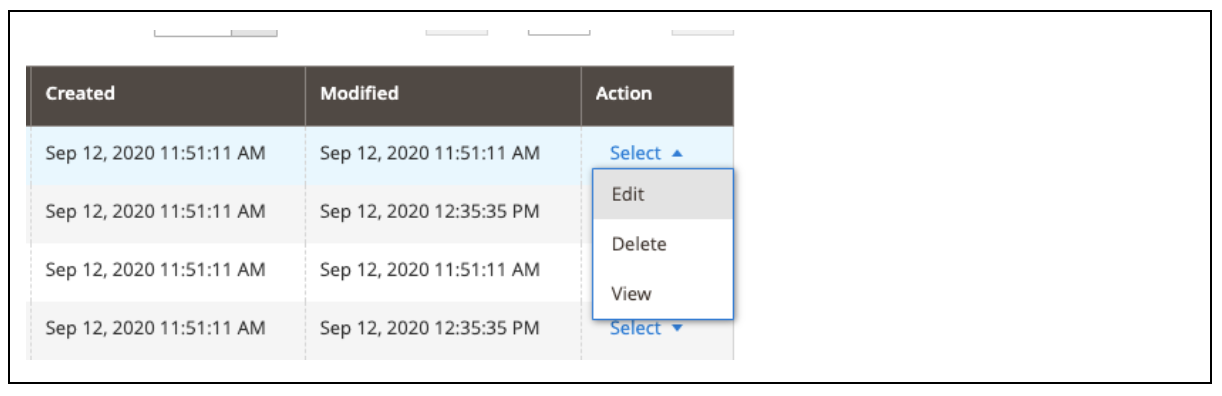 Created Modified Action
Sep 12, 2020 11:51:11 AM Sep 12, 2020 11:51:11 AM Select
Edit
Sep 12, 2020 11:51:11 AM Sep 12, 2020 12:35:35 PM
Delete
Sep 12, 2020 11:51:11 AM Sep 12, 2020 11:51:11 AM
View
Sep 12, 2020 11:51:11 AM Sep 12, 2020 12:35:35 PM Select